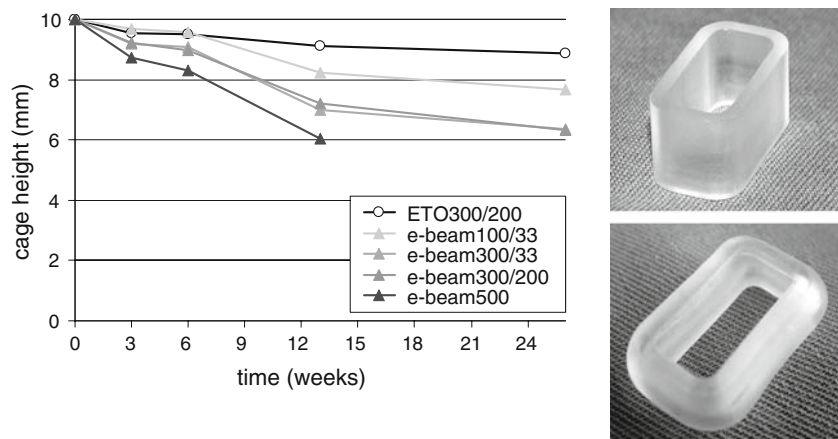 cage height (mm)
10
8
6
4
2
0
ETO300/200
e-beam100/33
e-beam300/33
e-beam300/200
e-beam500
0 3 6 9 12 15 18 21 24
time (weeks)